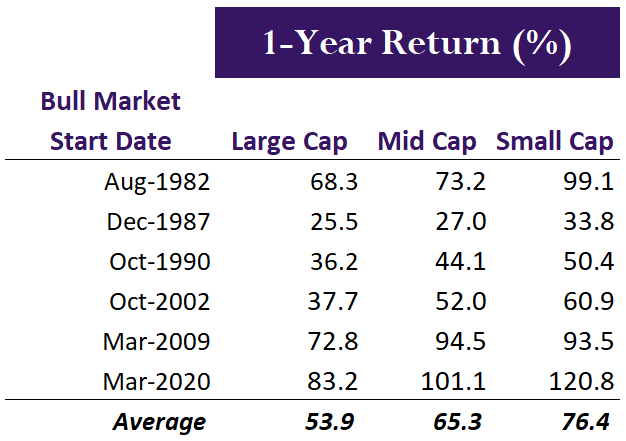 1-Year Return (%)
Bull Market
Start Date Large Cap Mid Cap Small Cap
Aug-1982 68.3 73.2 99.1
Dec-1987 25.5 27.0 33.8
Oct-1990 36.2 44.1 50.4
Oct-2002 37.7 52.0 60.9
Mar-2009 72.8 94.5 93.5
Mar-2020 83.2 101.1 120.8
Average 53.9 65.3 76.4